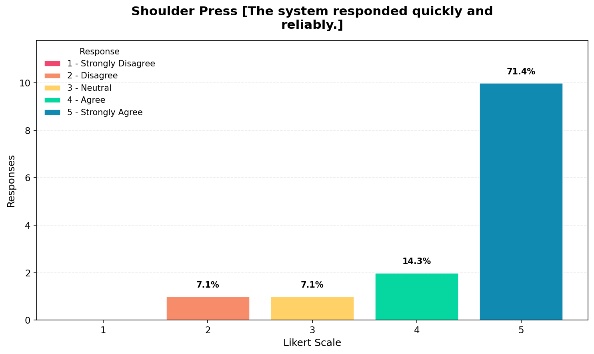 Shoulder Press [The system responded quickly and
reliably.]
Response
1 - Strongly Disagree
2 - Disagree
3 - Neutral
4 - Agree
5 - Strongly Agree
71.4%
14.3%
7.1%
7.1%
10
8
6
4
2
0
Responses
1
2
3
4
5
Likert Scale